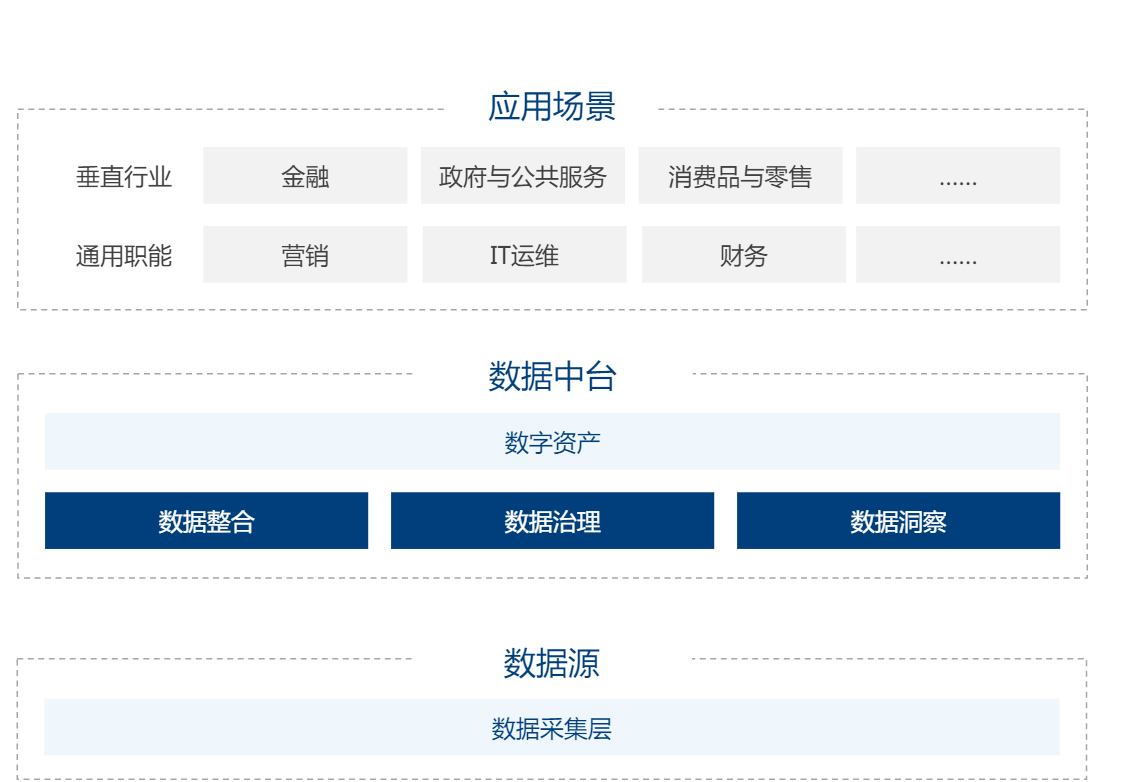 应用场景
垂直行业 金融 政府与公共服务 消费品与零售 ......
通用职能 营销 IT运维 财务 ......
数据中台
数字资产
数据整合 数据治理 数据洞察
数据源
数据采集层